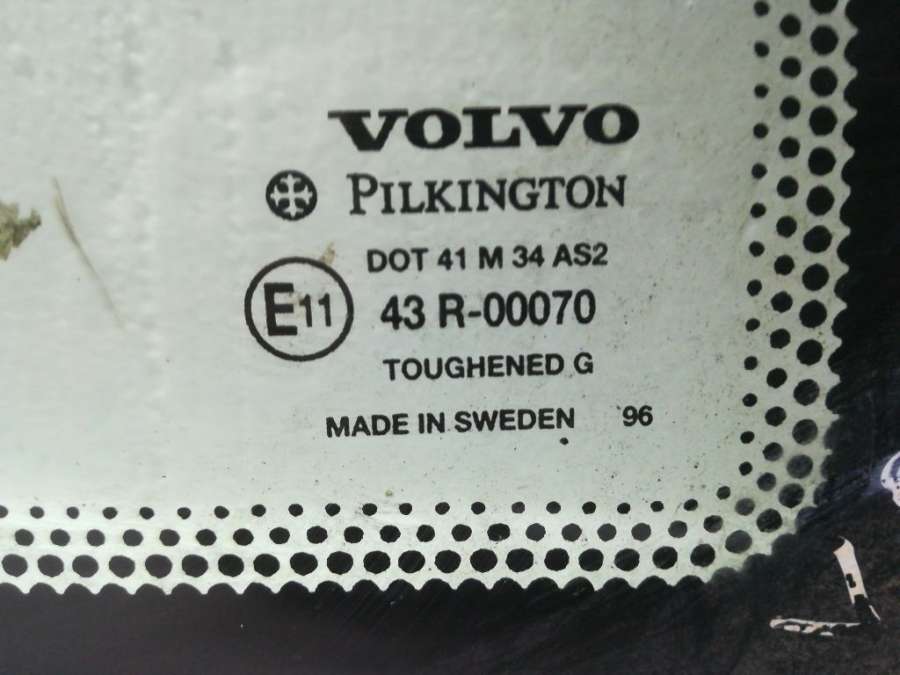 VOLVO
PILKINGTON
DOT 41 M 34 AS2
E11 43 R-00070
TOUGHENED G
MADE IN SWEDEN '96